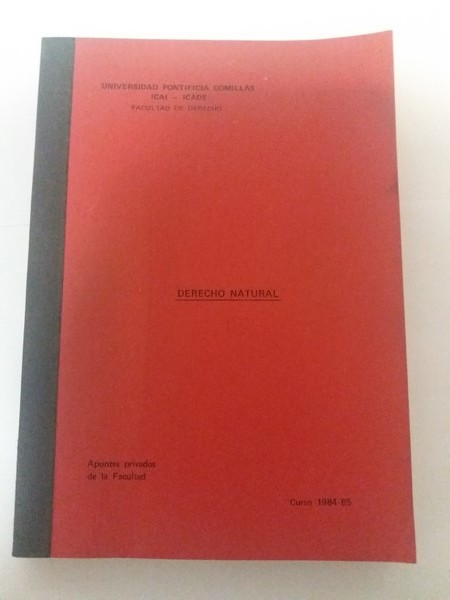 UNIVERSIDAD PONTIFICIA COMILLAS
ICAI - ICADE
FACULTAD DE DERECHO
DERECHO NATURAL
Apuntes privados
de la Facultad
Curso 1984-85